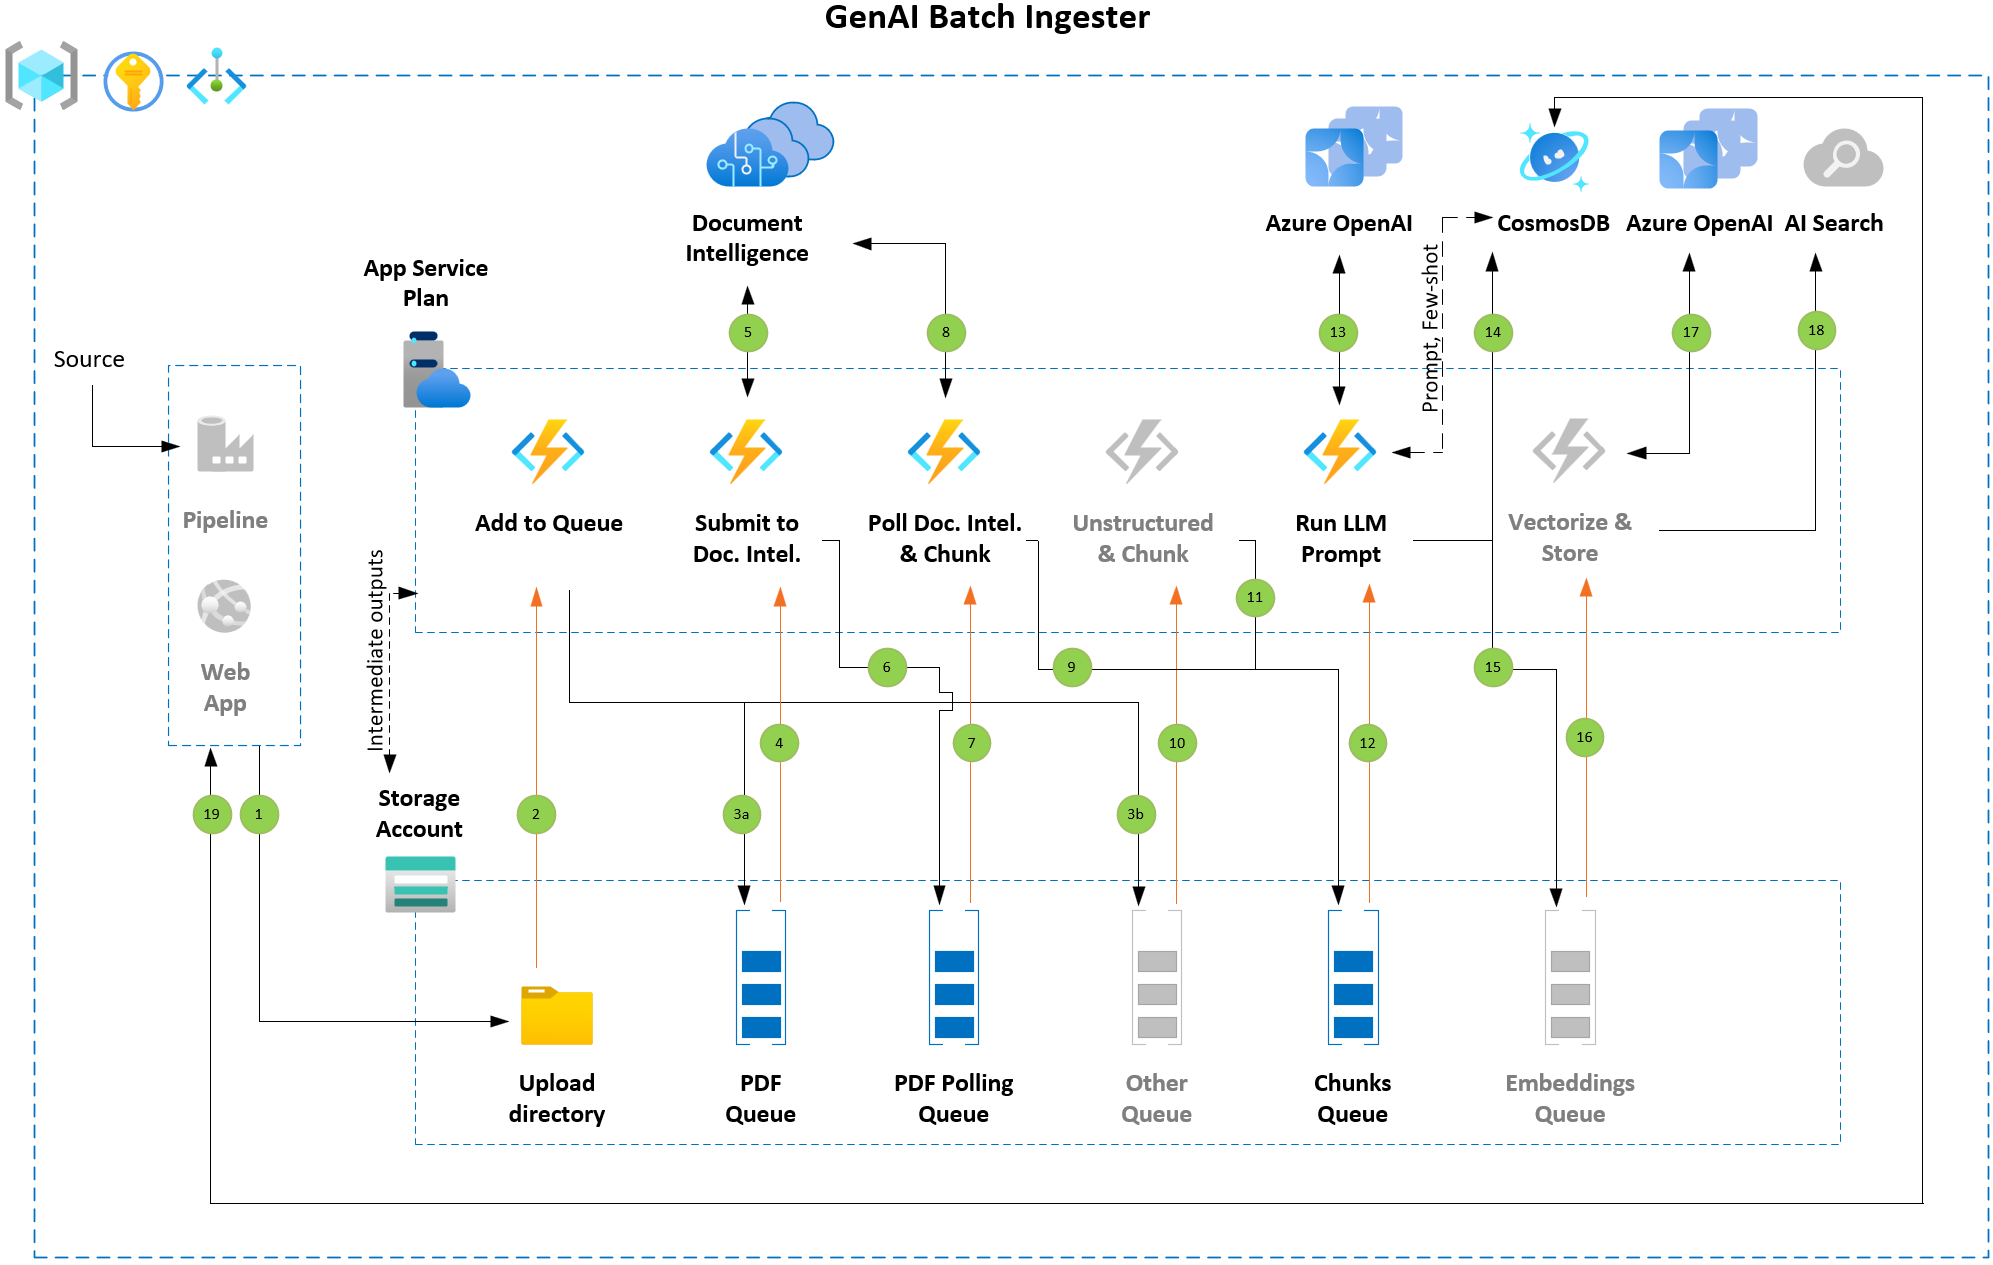 GenAI Batch Ingester
Document
Intelligence
Azure OpenAI
CosmosDB
Azure OpenAI
AI Search
App Service
Plan
Prompt, Few-shot
5
8
13
14
17
18
Source
Pipeline
Web
App
Add to Queue
Submit to
Doc. Intel.
Poll Doc. Intel.
& Chunk
Unstructured
& Chunk
Run LLM
Prompt
Vectorize &
Store
Intermediate outputs
11
6
9
15
4
7
10
12
16
19
1
2
3a
3b
Storage
Account
Upload
directory
PDF
Queue
PDF Polling
Queue
Other
Queue
Chunks
Queue
Embeddings
Queue